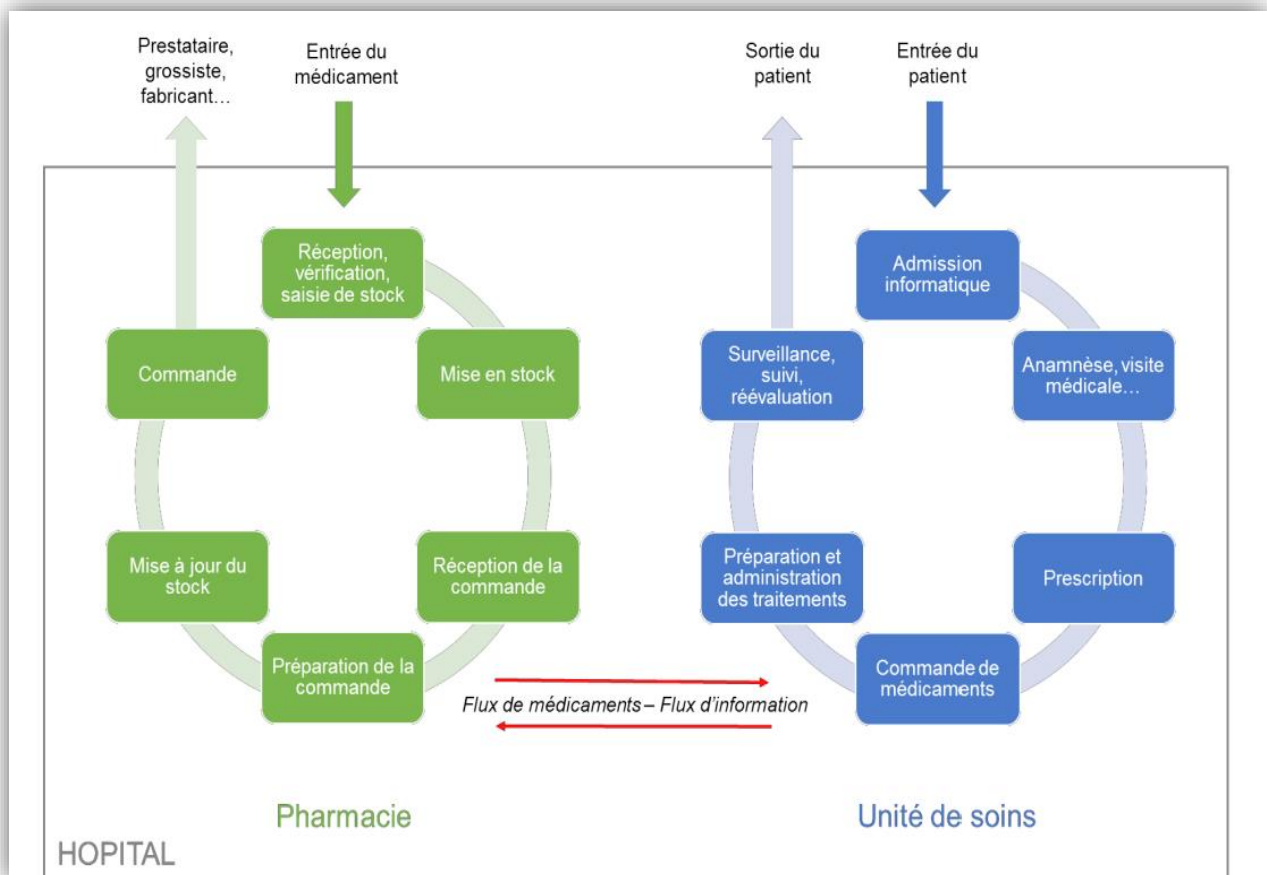 Prestataire,
grossiste,
fabricant…
Entrée du
médicament
Sortie du
patient
Entrée du
patient
Réception,
vérification,
saisie de stock
Admission
informatique
Commande
Mise en stock
Surveillance,
suivi,
réévaluation
Anamnèse, visite
médicale…
Mise à jour du
stock
Réception de la
commande
Préparation et
administration
des traitements
Prescription
Préparation de la
commande
Commande de
médicaments
Flux de médicaments – Flux d'information
Pharmacie
Unité de soins
HOPITAL